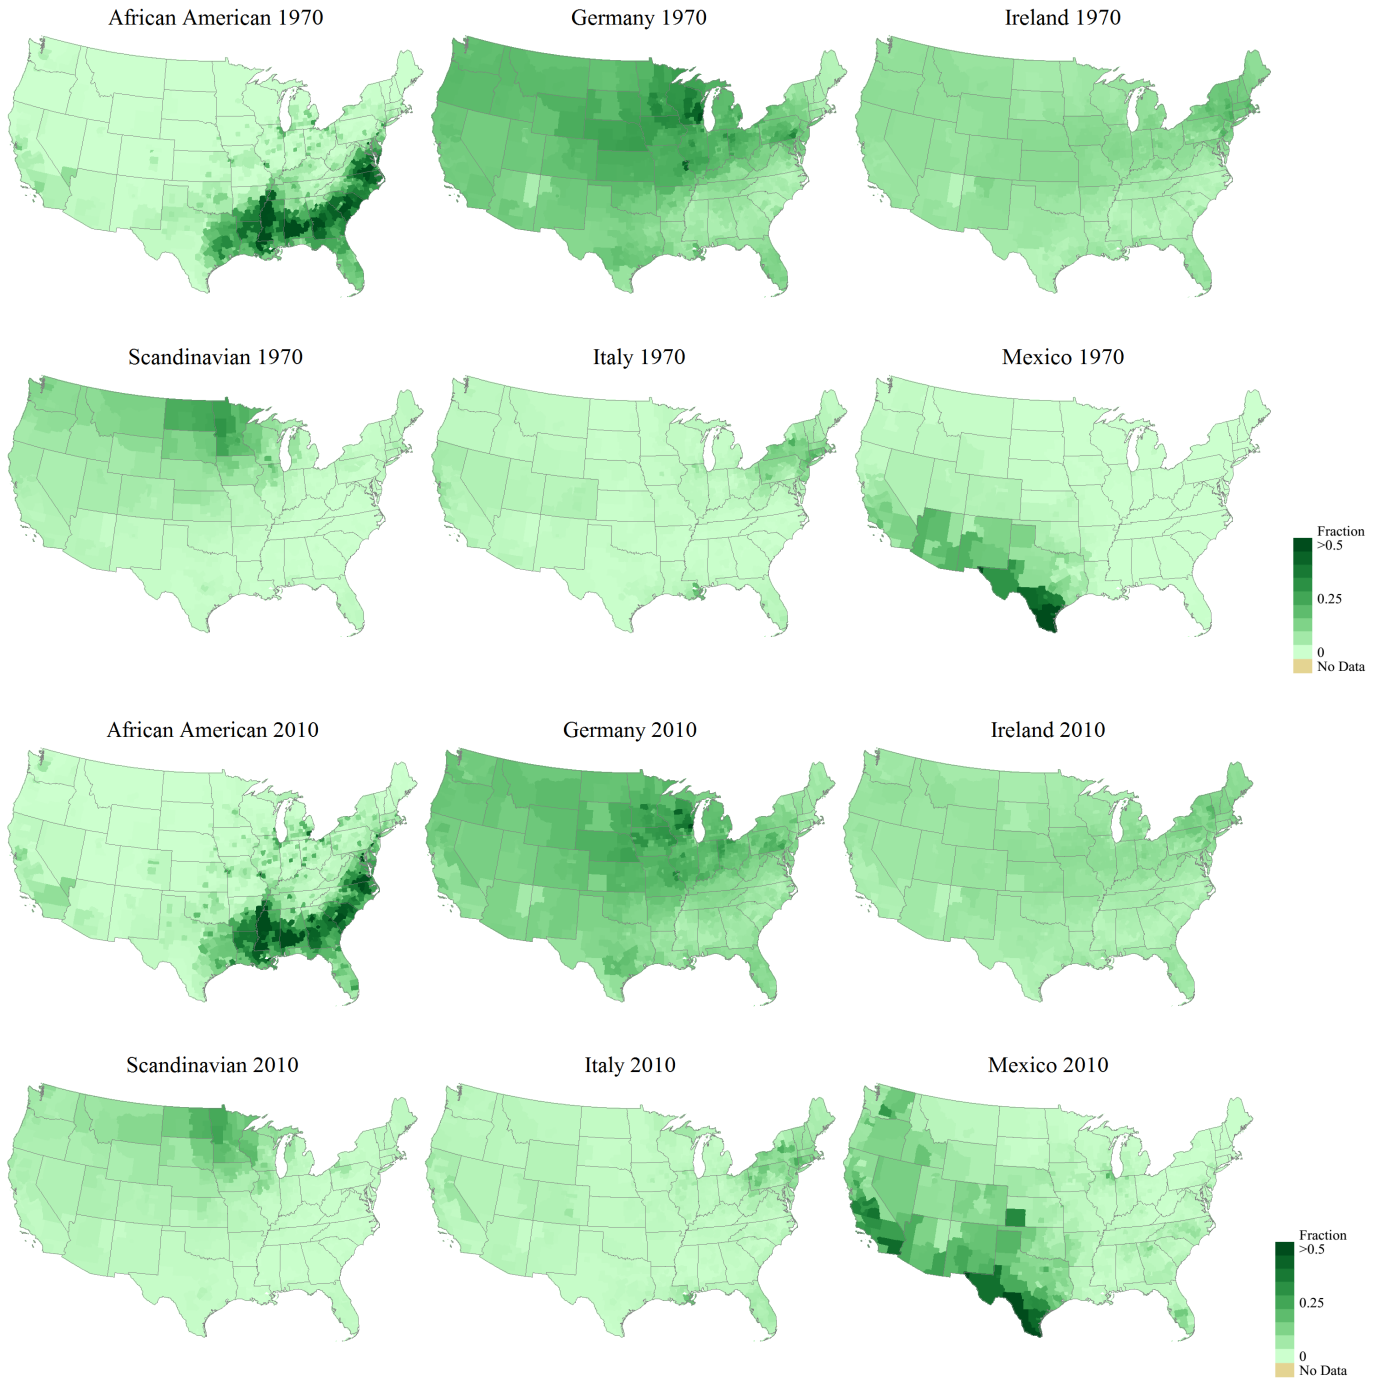 African American 1970
Germany 1970
Ireland 1970
Scandinavian 1970
Italy 1970
Mexico 1970
Fraction
>0.5
0.25
0
No Data
African American 2010
Germany 2010
Ireland 2010
Scandinavian 2010
Italy 2010
Mexico 2010
Fraction
>0.5
0.25
0
No Data